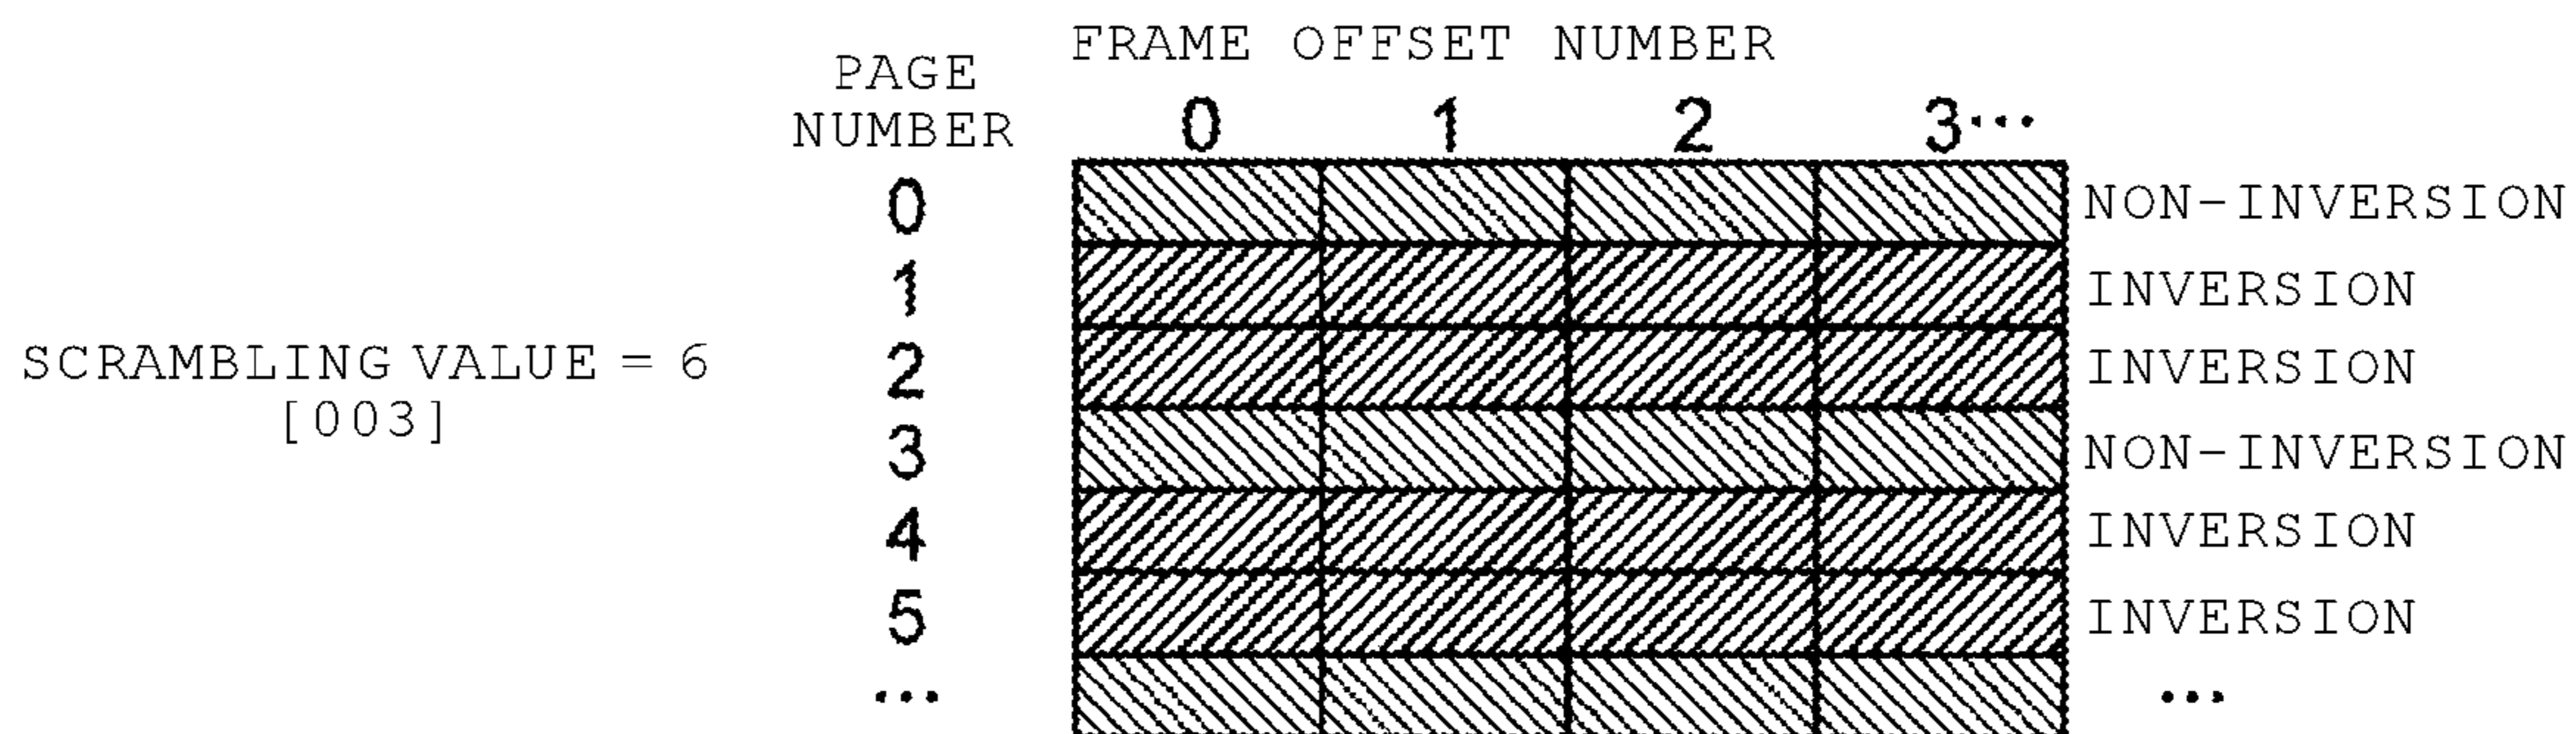 FRAME OFFSET NUMBER
PAGE
NUMBER
0 1 2 3...
0 NON-INVERSION
1 INVERSION
2 INVERSION
SCRAMBLING VALUE = 6
[003]
3 NON-INVERSION
4 INVERSION
5 INVERSION
... ...